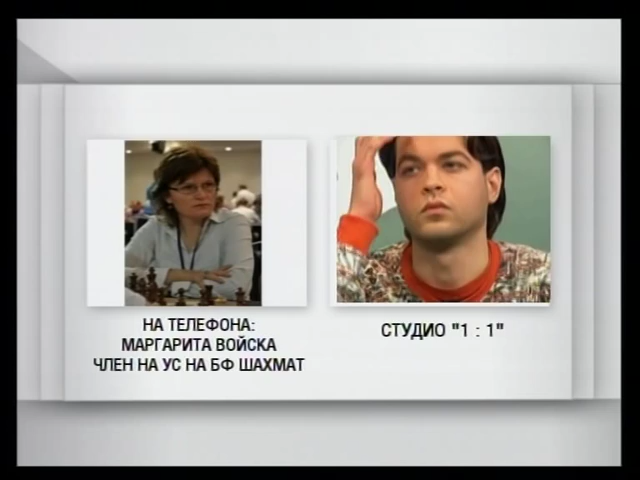 НА ТЕЛЕФОНА:
МАРГАРИТА ВОЙСКА
ЧЛЕН НА УС НА БФ ШАХМАТ
СТУДИО "1 : 1"